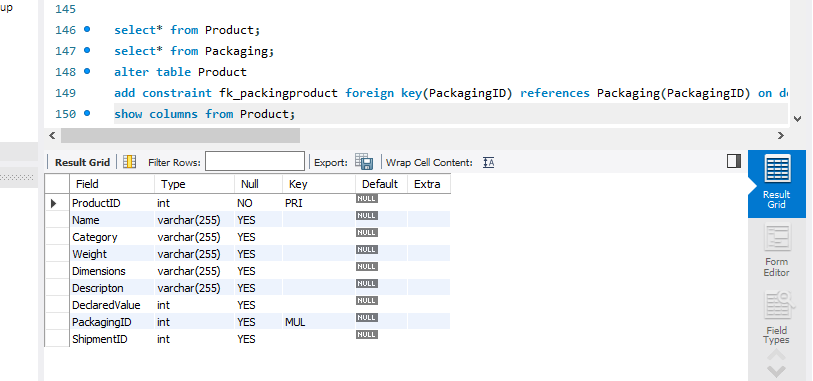 up
145
146 select* from Product;
147 select* from Packaging;
148 alter table Product
149 add constraint fk_packingproduct foreign key(PackagingID) references Packaging(PackagingID) on
150 show columns from Product;
Result Grid Filter Rows: Export: Wrap Cell Content:
Field Type Null Key Default Extra
ProductID int NO PRI NULL
Name varchar(255) YES NULL
Category varchar(255) YES NULL
Weight varchar(255) YES NULL
Dimensions varchar(255) YES NULL
Descripton varchar(255) YES NULL
DeclaredValue int YES NULL
PackagingID int YES MUL NULL
ShipmentID int YES NULL
Result
Grid
Form
Editor
Field
Types